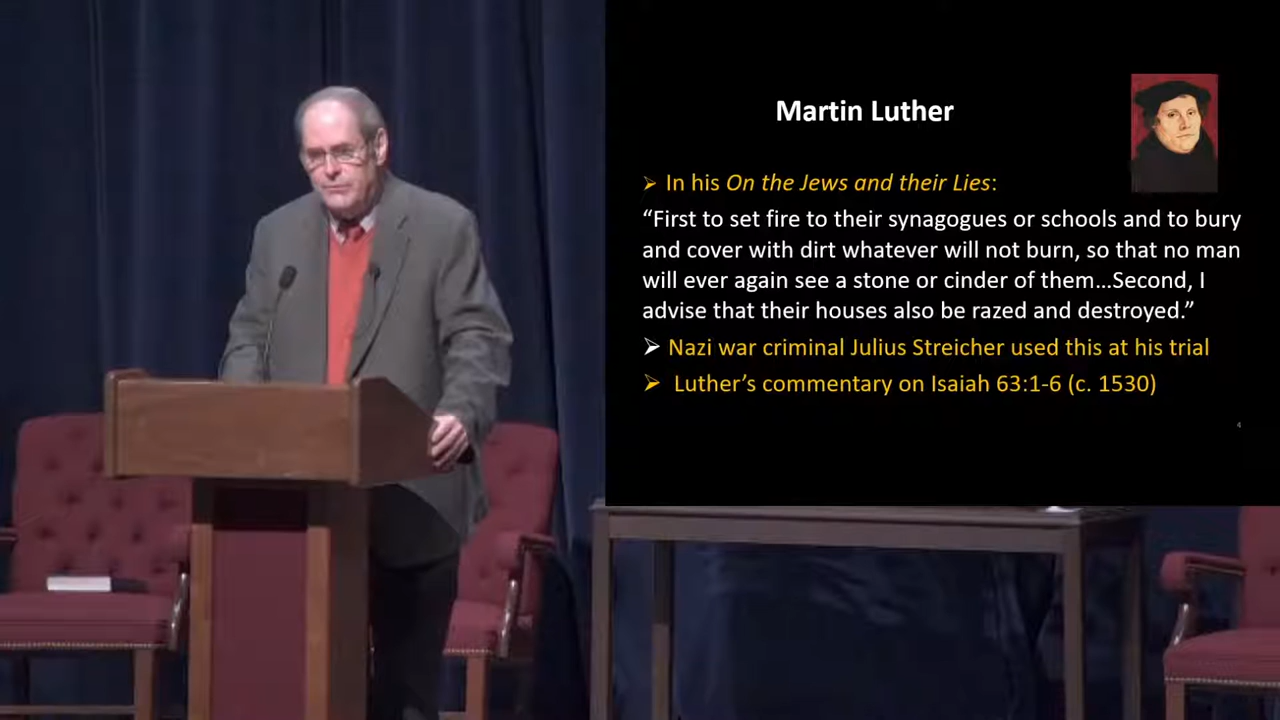 Martin Luther
➢ In his On the Jews and their Lies:
“First to set fire to their synagogues or schools and to bury
and cover with dirt whatever will not burn, so that no man
will ever again see a stone or cinder of them…Second, I
advise that their houses also be razed and destroyed.”
➢ Nazi war criminal Julius Streicher used this at his trial
➢ Luther’s commentary on Isaiah 63:1-6 (c. 1530)
4